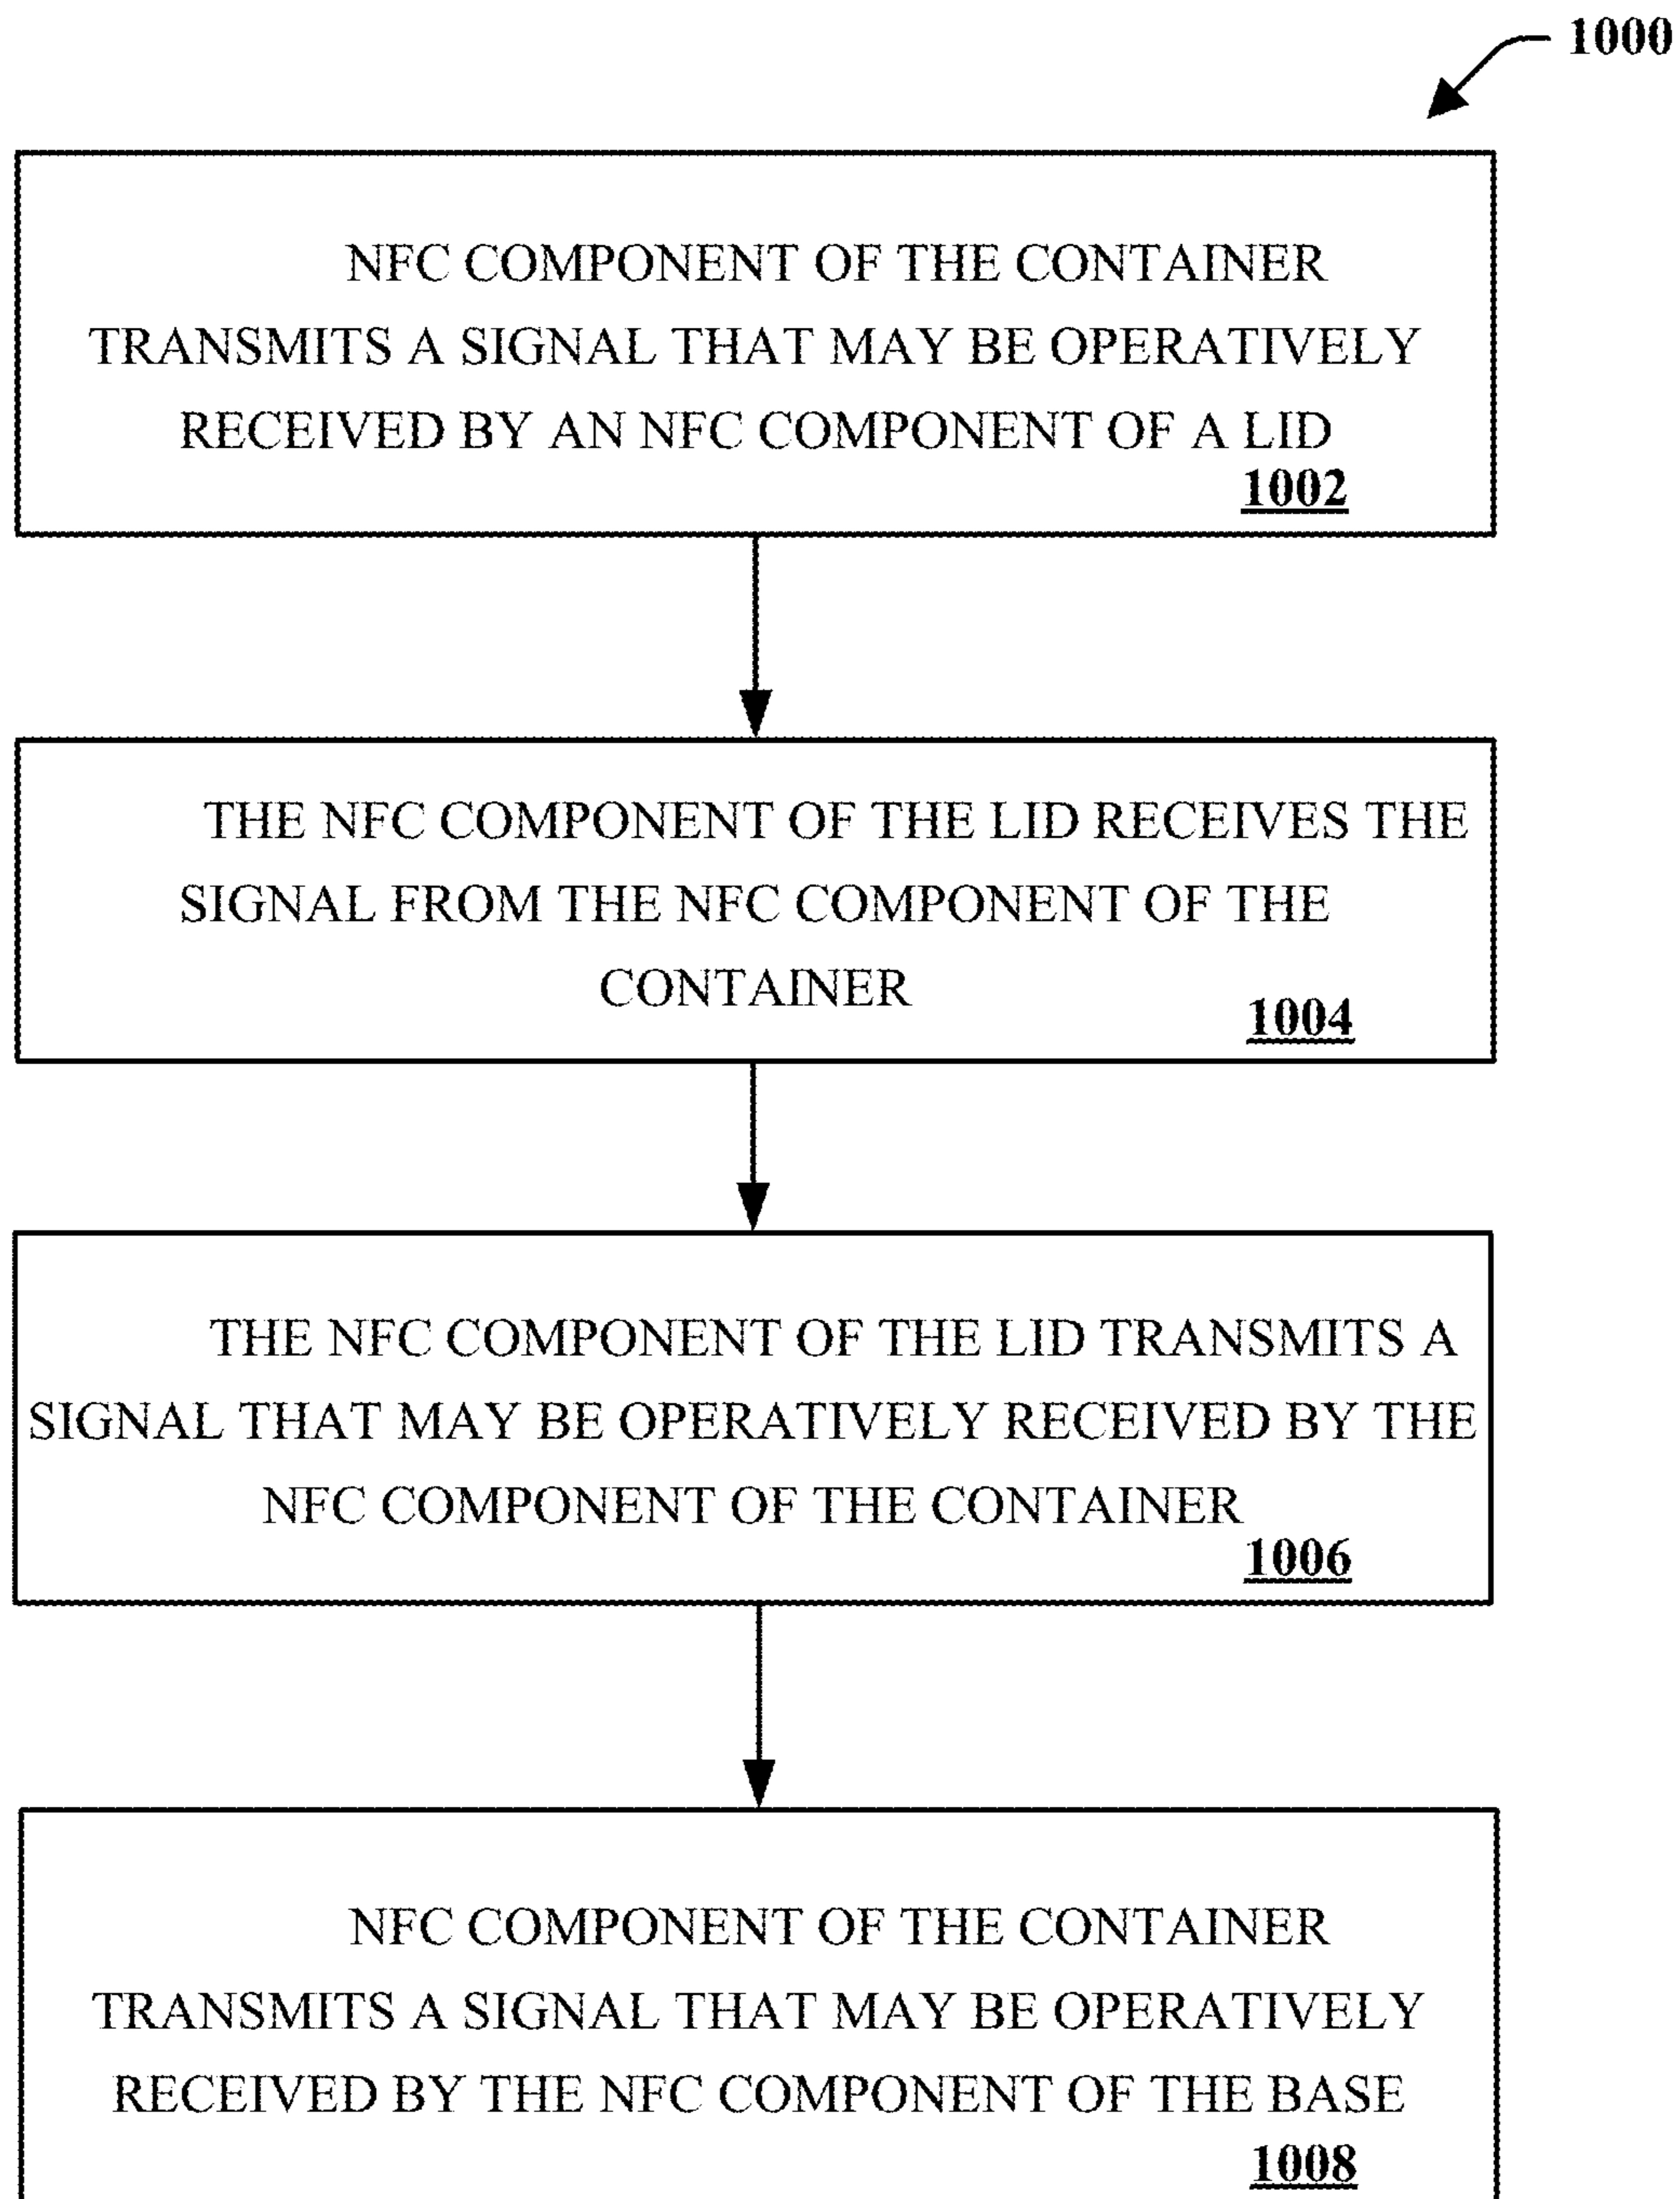 1000
NFC COMPONENT OF THE CONTAINER
TRANSMITS A SIGNAL THAT MAY BE OPERATIVELY
RECEIVED BY AN NFC COMPONENT OF A LID
1002
THE NFC COMPONENT OF THE LID RECEIVES THE
SIGNAL FROM THE NFC COMPONENT OF THE
CONTAINER
1004
THE NFC COMPONENT OF THE LID TRANSMITS A
SIGNAL THAT MAY BE OPERATIVELY RECEIVED BY THE
NFC COMPONENT OF THE CONTAINER
1006
NFC COMPONENT OF THE CONTAINER
TRANSMITS A SIGNAL THAT MAY BE OPERATIVELY
RECEIVED BY THE NFC COMPONENT OF THE BASE
1008